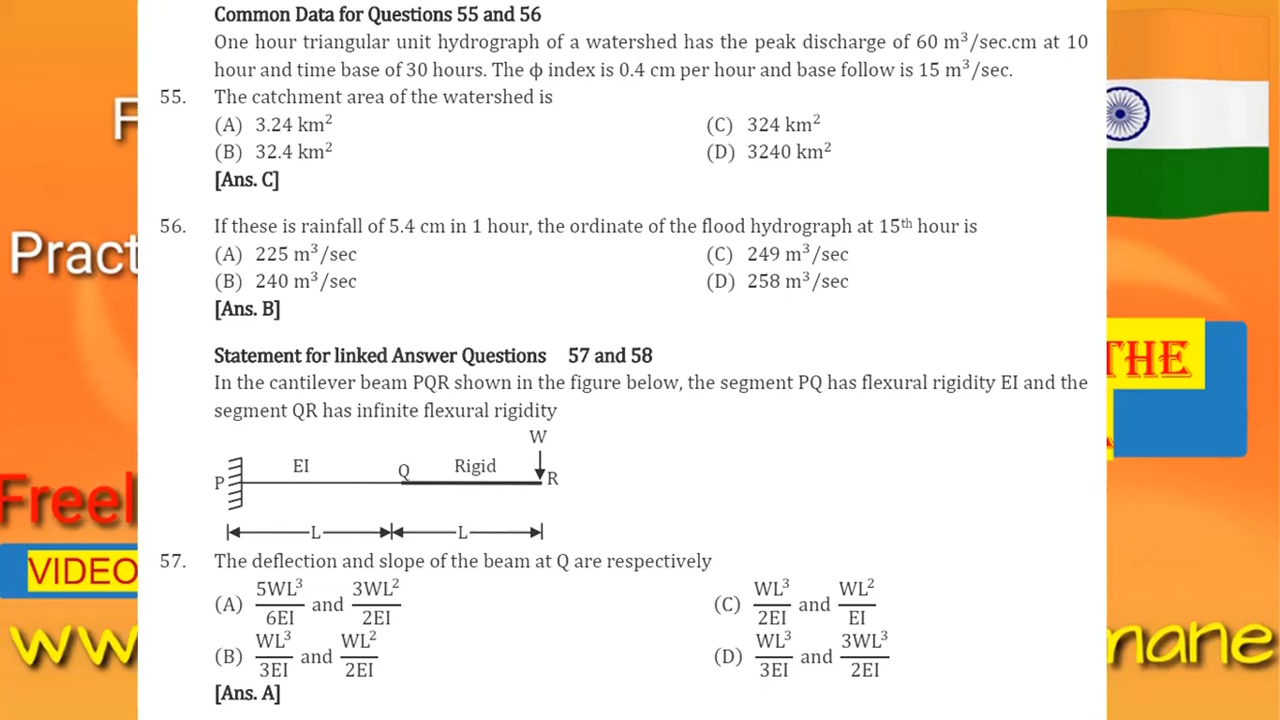 Common Data for Questions 55 and 56
One hour triangular unit hydrograph of a watershed has the peak discharge of 60 m³/sec.cm at 10
hour and time base of 30 hours. The ϕ index is 0.4 cm per hour and base follow is 15 m³/sec.
55. The catchment area of the watershed is
(A) 3.24 km² (C) 324 km²
(B) 32.4 km² (D) 3240 km²
[Ans. C]
56. If these is rainfall of 5.4 cm in 1 hour, the ordinate of the flood hydrograph at 15th hour is
(A) 225 m³/sec (C) 249 m³/sec
(B) 240 m³/sec (D) 258 m³/sec
[Ans. B]
Statement for linked Answer Questions 57 and 58
In the cantilever beam PQR shown in the figure below, the segment PQ has flexural rigidity EI and the
segment QR has infinite flexural rigidity
W
EI Q Rigid
P R
L L
57. The deflection and slope of the beam at Q are respectively
(A) 5WL³/6EI and 3WL²/2EI (C) WL³/2EI and WL²/EI
(B) WL³/3EI and WL²/2EI (D) WL³/3EI and 3WL³/2EI
[Ans. A]
F
Pract
Freel
VIDEO
WW
THE
mane